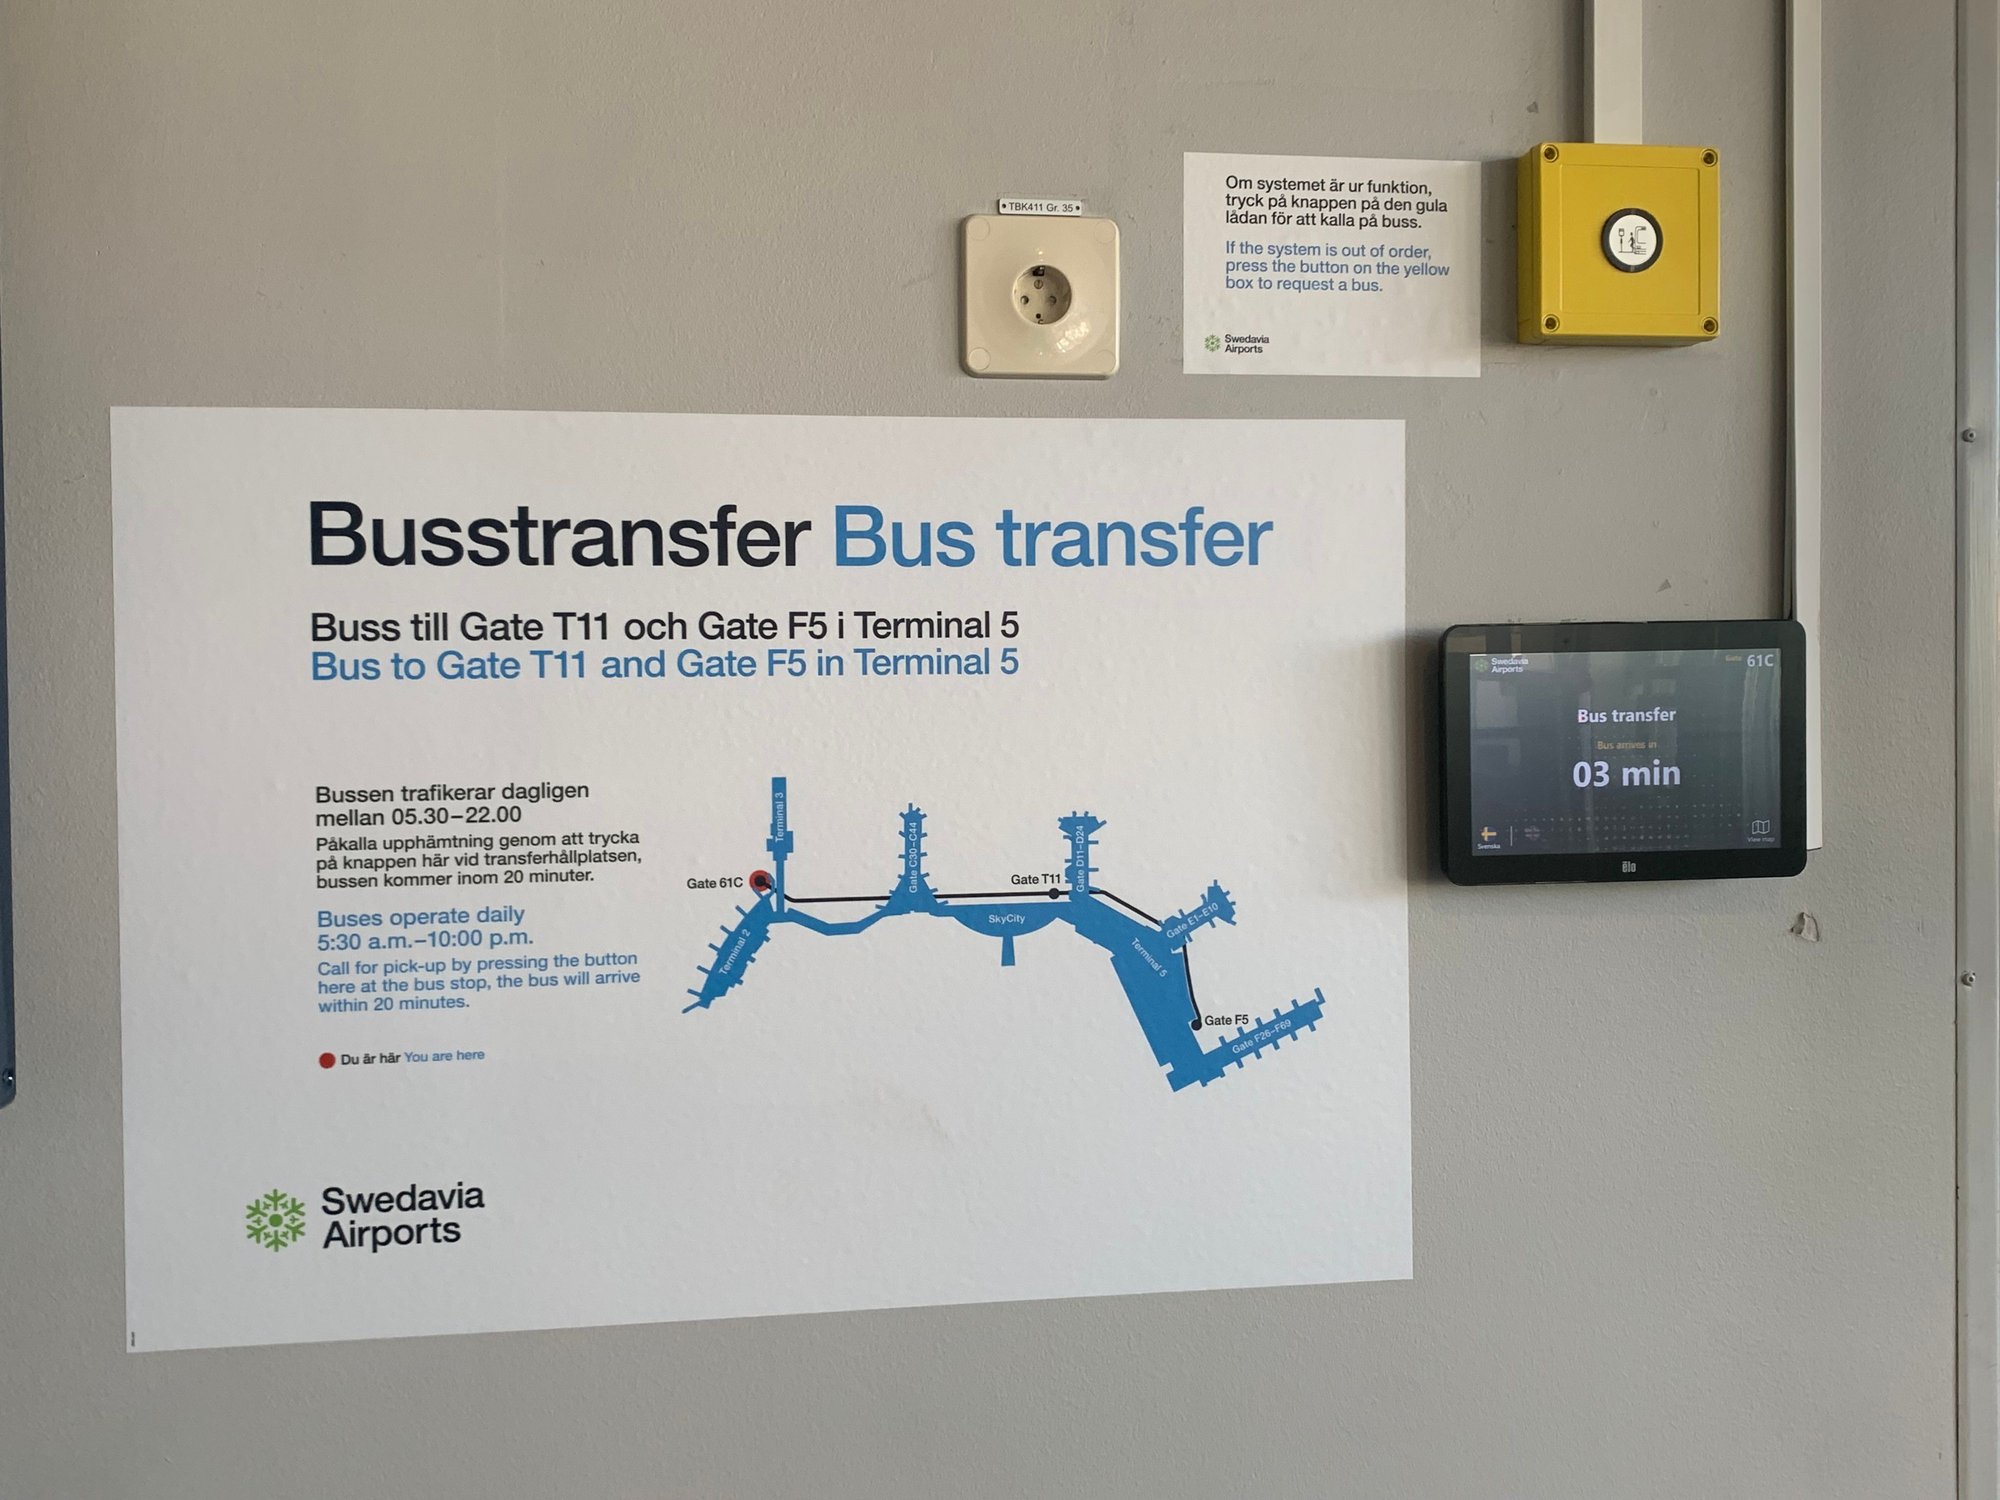 TBK411 Gr. 35
Om systemet är ur funktion,
tryck på knappen på den gula
lådan för att kalla på buss.
If the system is out of order,
press the button on the yellow
box to request a bus.
Swedavia
Airports
Busstransfer Bus transfer
Buss till Gate T11 och Gate F5 i Terminal 5
Bus to Gate T11 and Gate F5 in Terminal 5
Bussen trafikerar dagligen
mellan 05.30–22.00
Påkalla upphämtning genom att trycka
på knappen här vid transferhållplatsen,
bussen kommer inom 20 minuter.
Buses operate daily
5:30 a.m.–10:00 p.m.
Call for pick-up by pressing the button
here at the bus stop, the bus will arrive
within 20 minutes.
Du är här You are here
Terminal 3
Gate C30–C44
Gate D11–D24
Gate 61C
Gate T11
SkyCity
Gate E1–E10
Terminal 2
Terminal 5
Gate F5
Gate F26–F69
Swedavia
Airports
Swedavia
Airports
Gate 61C
Bus transfer
Bus arrives in
03 min
Svenska
View map
elo